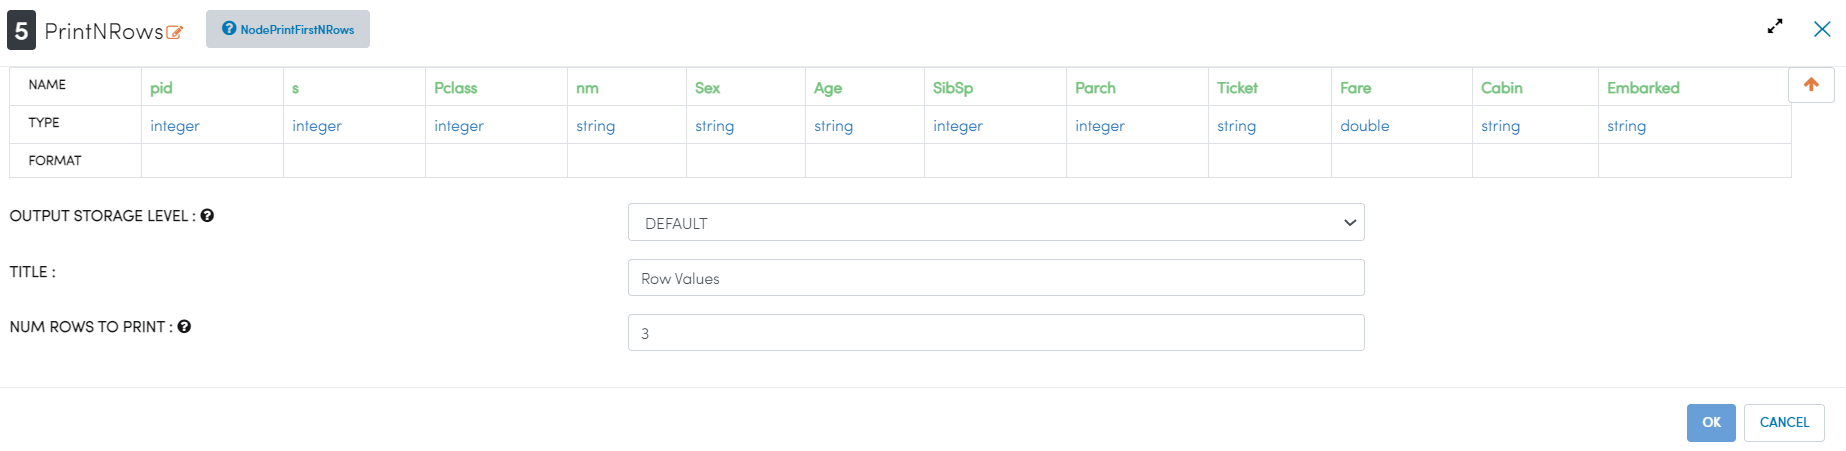 5 PrintNRows ? NodePrintFirstNRows
NAME pid s Pclass nm Sex Age SibSp Parch Ticket Fare Cabin Embarked
TYPE integer integer integer string string string integer integer string double string string
FORMAT
OUTPUT STORAGE LEVEL : ? DEFAULT
TITLE : Row Values
NUM ROWS TO PRINT : ? 3
OK CANCEL